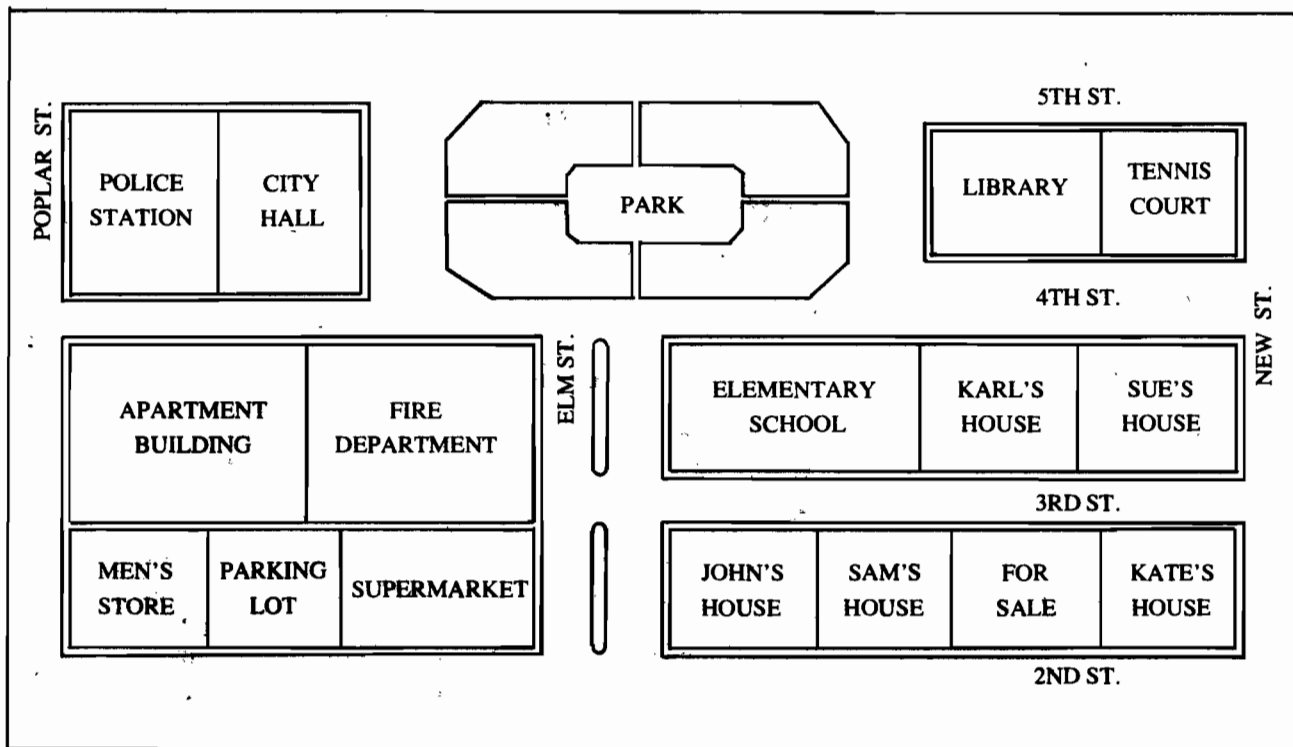 POPLAR ST.
POLICE
STATION
CITY
HALL
PARK
5TH ST.
LIBRARY
TENNIS
COURT
4TH ST.
NEW ST.
APARTMENT
BUILDING
FIRE
DEPARTMENT
ELM ST.
ELEMENTARY
SCHOOL
KARL'S
HOUSE
SUE'S
HOUSE
3RD ST.
MEN'S
STORE
PARKING
LOT
SUPERMARKET
JOHN'S
HOUSE
SAM'S
HOUSE
FOR
SALE
KATE'S
HOUSE
2ND ST.